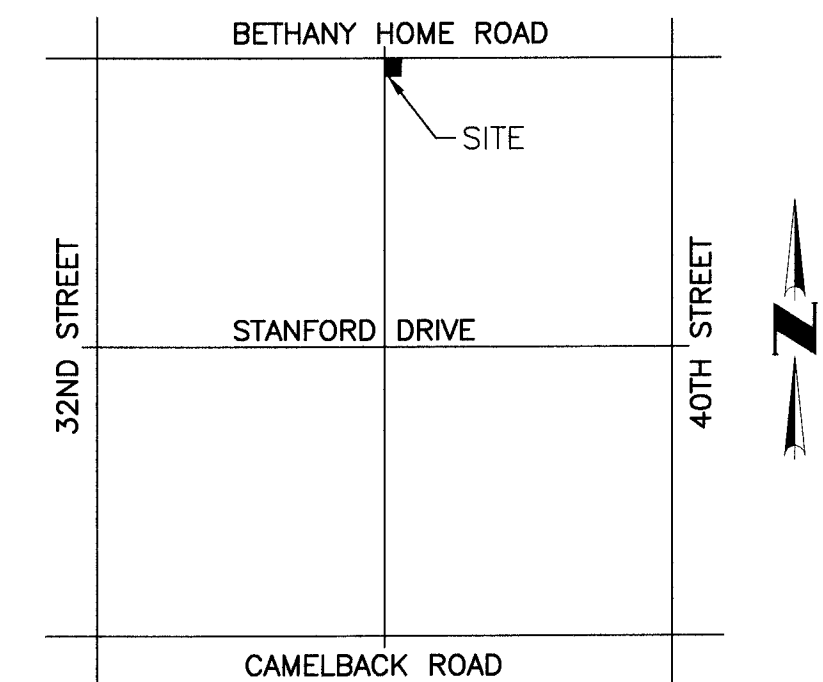 BETHANY HOME ROAD
SITE
32ND STREET
STANFORD DRIVE
40TH STREET
N
CAMELBACK ROAD